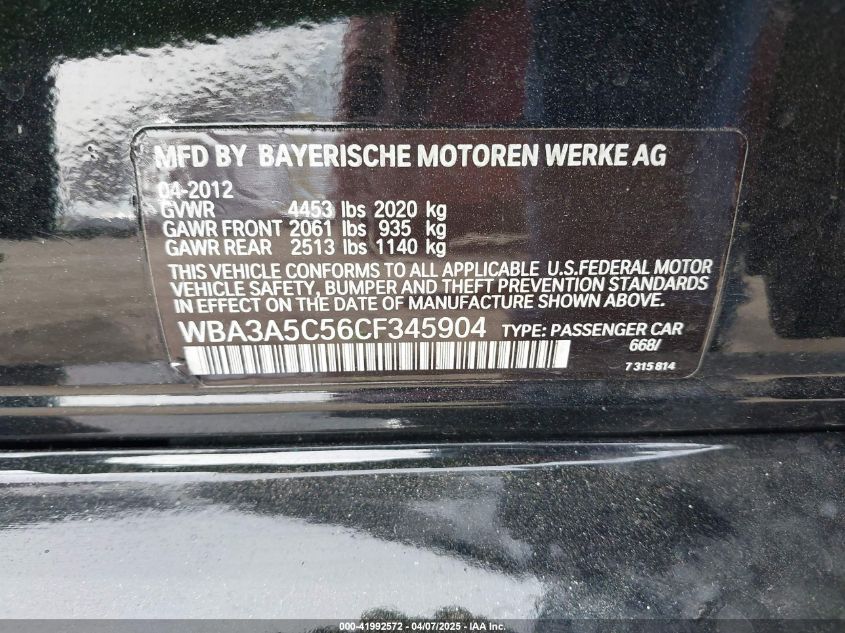 MFD BY BAYERISCHE MOTOREN WERKE AG
04-2012
GVWR 4453 lbs 2020 kg
GAWR FRONT 2061 lbs 935 kg
GAWR REAR 2513 lbs 1140 kg
THIS VEHICLE CONFORMS TO ALL APPLICABLE U.S.FEDERAL MOTOR
VEHICLE SAFETY, BUMPER AND THEFT PREVENTION STANDARDS
IN EFFECT ON THE DATE OF MANUFACTURE SHOWN ABOVE.
WBA3A5C56CF345904 TYPE: PASSENGER CAR
668/
7 315 814
000-41992572 - 04/07/2025 - IAA Inc.